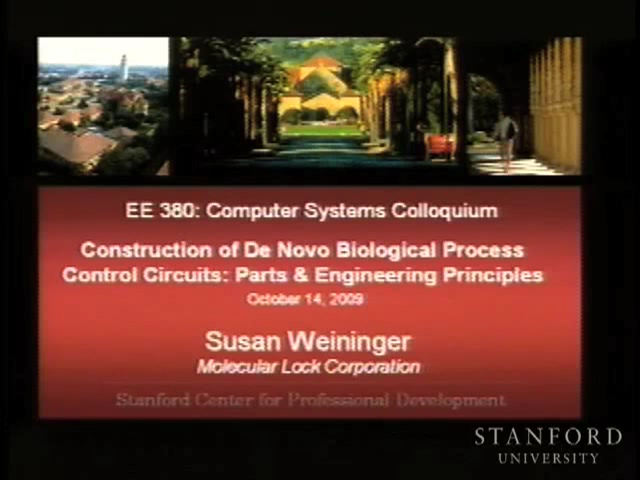 EE 380: Computer Systems Colloquium
Construction of De Novo Biological Process
Control Circuits: Parts & Engineering Principles
October 14, 2009
Susan Weininger
Molecular Lock Corporation
Stanford Center for Professional Development
STANFORD
UNIVERSITY